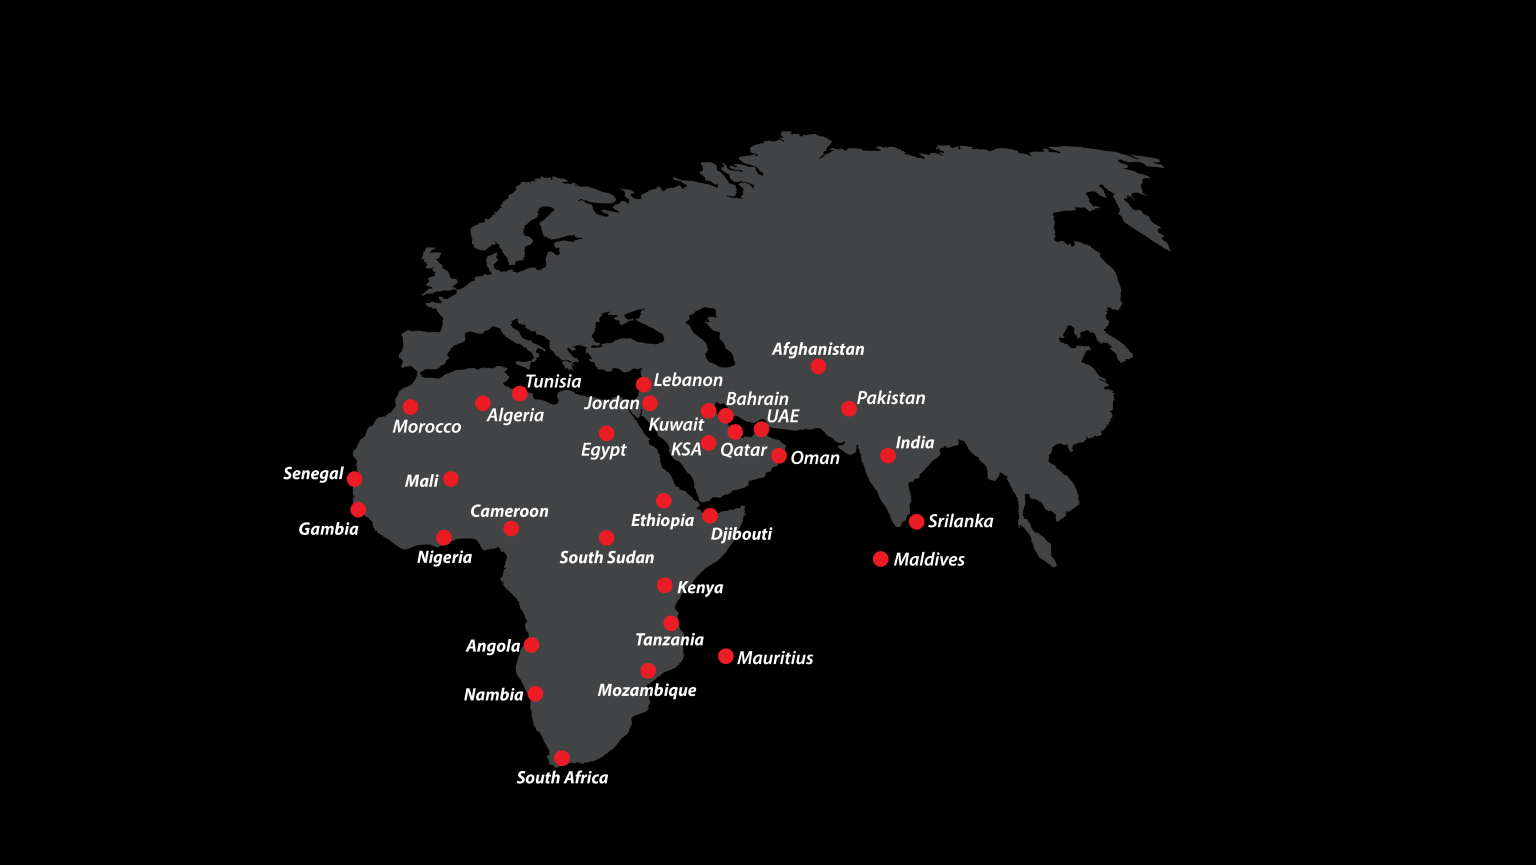 Afghanistan
Lebanon
Tunisia
Pakistan
Bahrain
Jordan
UAE
Algeria
Kuwait
Morocco
India
Egypt
KSA
Qatar
Oman
Senegal
Mali
Cameroon
Ethiopia
Srilanka
Gambia
Djibouti
Nigeria
South Sudan
Maldives
Kenya
Tanzania
Angola
Mauritius
Mozambique
Nambia
South Africa